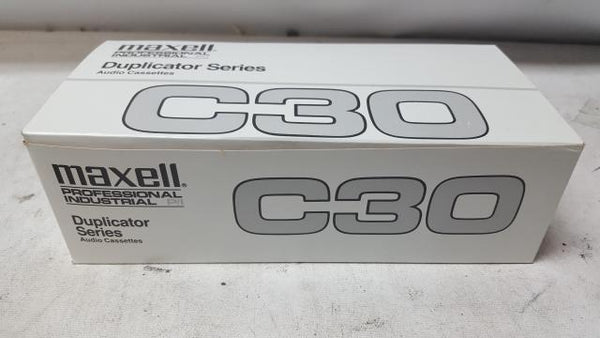 maxell.
PROFESSIONAL
INDUSTRIAL P/I
Duplicator Series
Audio Cassettes
C30
maxell®
PROFESSIONAL
INDUSTRIAL P/I
Duplicator
Series
Audio Cassettes
C30